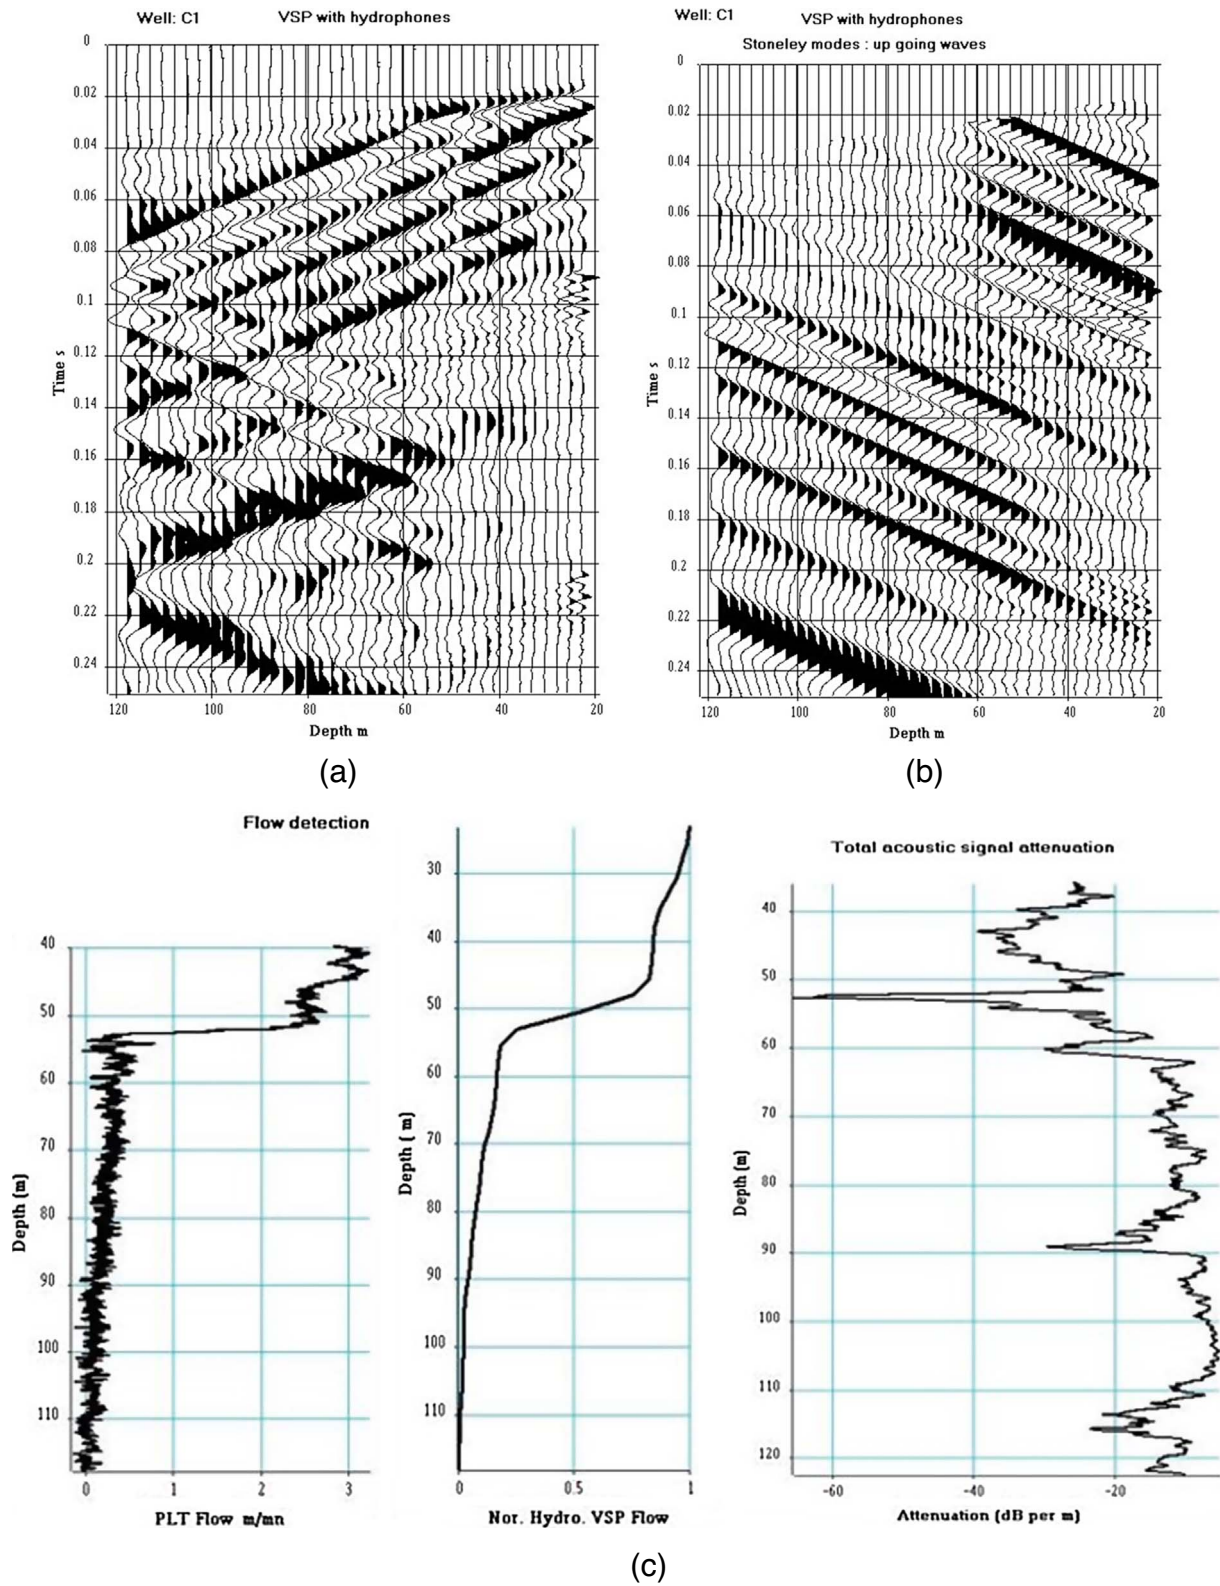 Well: C1 VSP with hydrophones
0
0.02
0.04
0.06
0.08
0.1
0.12
0.14
0.16
0.18
0.2
0.22
0.24
Time s
120 100 80 60 40 20
Depth m
(a)
Well: C1 VSP with hydrophones
Stoneley modes : up going waves
0
0.02
0.04
0.06
0.08
0.1
0.12
0.14
0.16
0.18
0.2
0.22
0.24
Time s
120 100 80 60 40 20
Depth m
(b)
Flow detection
40
50
60
70
80
90
100
110
Depth (m)
0 1 2 3
PLT Flow m/mn
30
40
50
60
70
80
90
100
110
Depth ( m)
0 0.5 1
Nor. Hydro. VSP Flow
Total acoustic signal attenuation
40
50
60
70
80
90
100
110
120
Depth (m)
-60 -40 -20
Attenuation (dB per m)
(c)